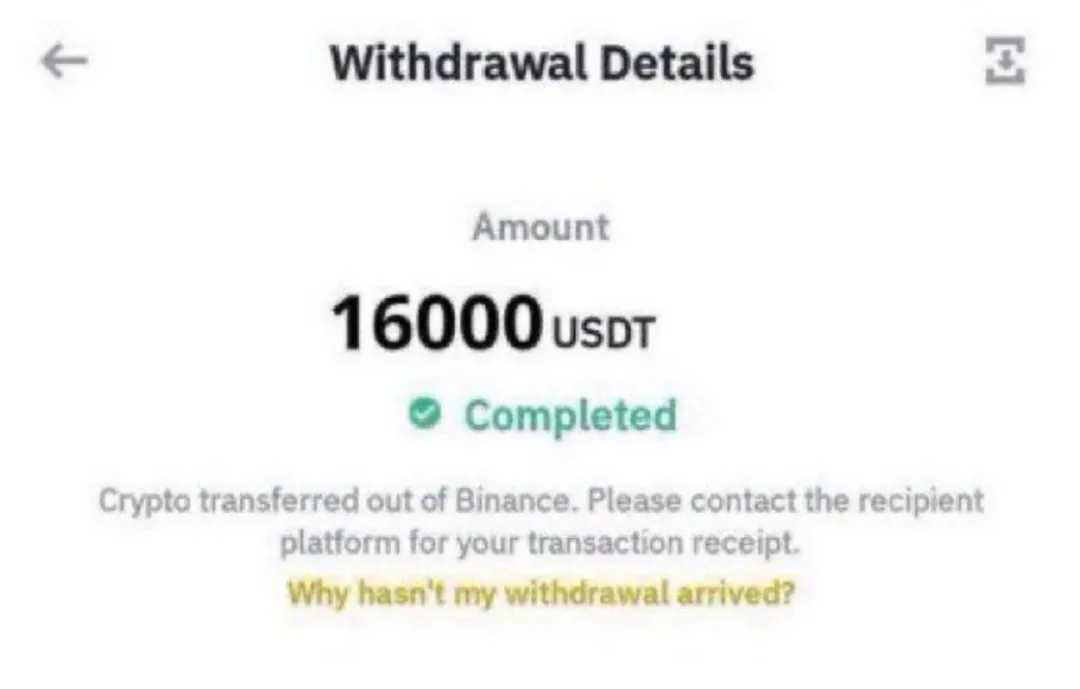 Withdrawal Details
Amount
16000 USDT
Completed
Crypto transferred out of Binance. Please contact the recipient
platform for your transaction receipt.
Why hasn't my withdrawal arrived?